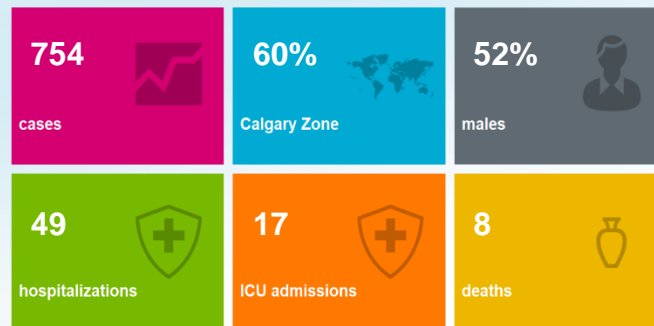 754
cases
60%
Calgary Zone
52%
males
49
hospitalizations
17
ICU admissions
8
deaths